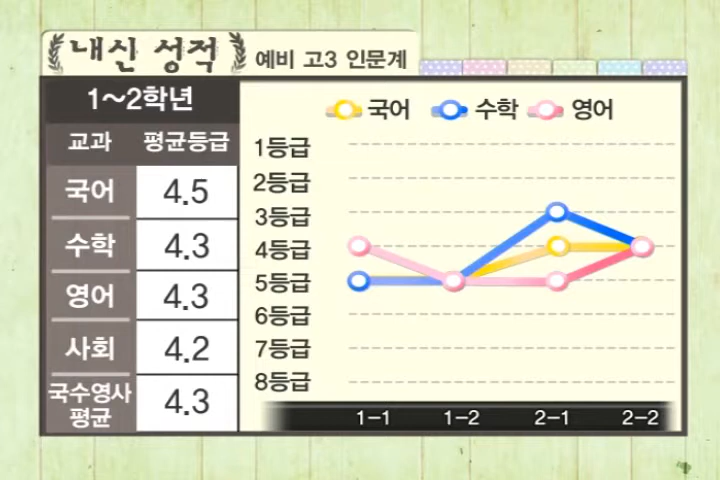 내신 성적 예비 고3 인문계
1~2학년
교과 평균등급
국어 4.5
수학 4.3
영어 4.3
사회 4.2
국수영사
평균 4.3
국어 수학 영어
1등급
2등급
3등급
4등급
5등급
6등급
7등급
8등급
1-1 1-2 2-1 2-2